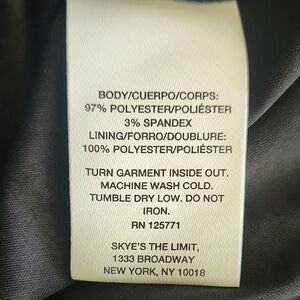 BODY/CUERPO/CORPS:
97% POLYESTER/POLIÉSTER
3% SPANDEX
LINING/FORRO/DOUBLURE:
100% POLYESTER/POLIÉSTER
TURN GARMENT INSIDE OUT.
MACHINE WASH COLD.
TUMBLE DRY LOW. DO NOT
IRON.
RN 125771
SKYE'S THE LIMIT,
1333 BROADWAY
NEW YORK, NY 10018